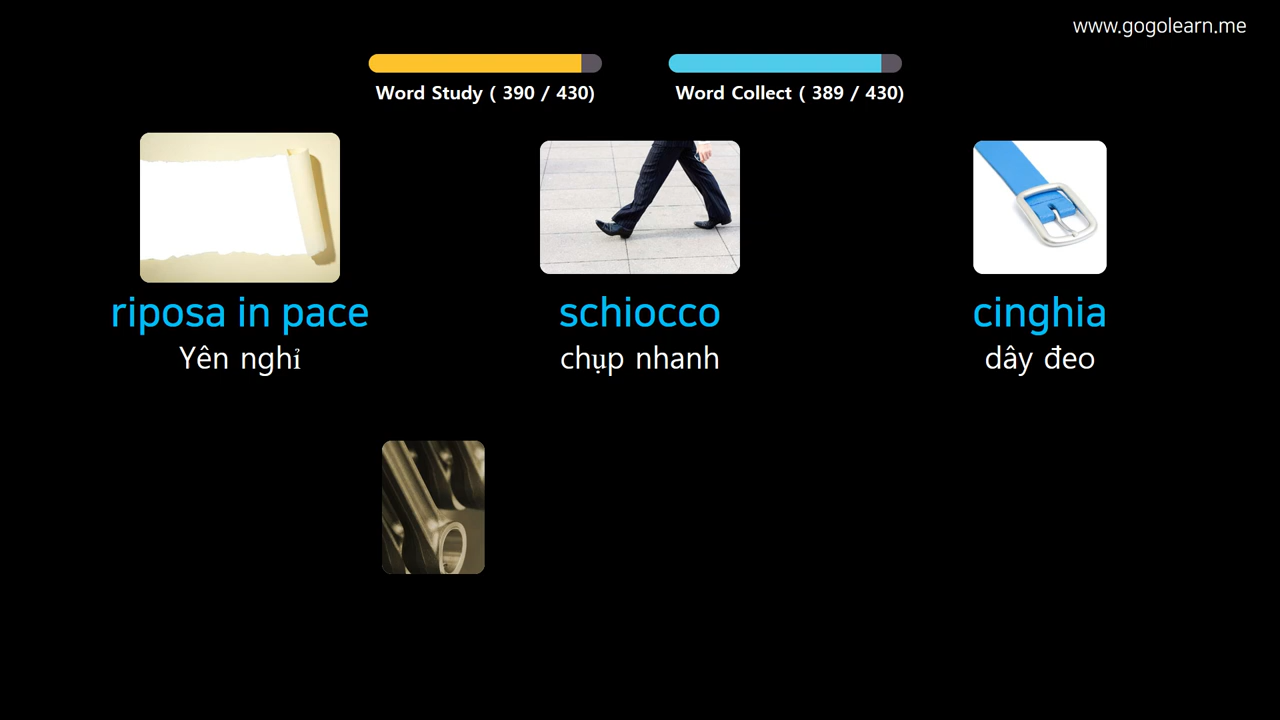 www.gogolearn.me
Word Study ( 390 / 430)
Word Collect ( 389 / 430)
riposa in pace
schiocco
cinghia
Yên nghỉ
chụp nhanh
dây đeo